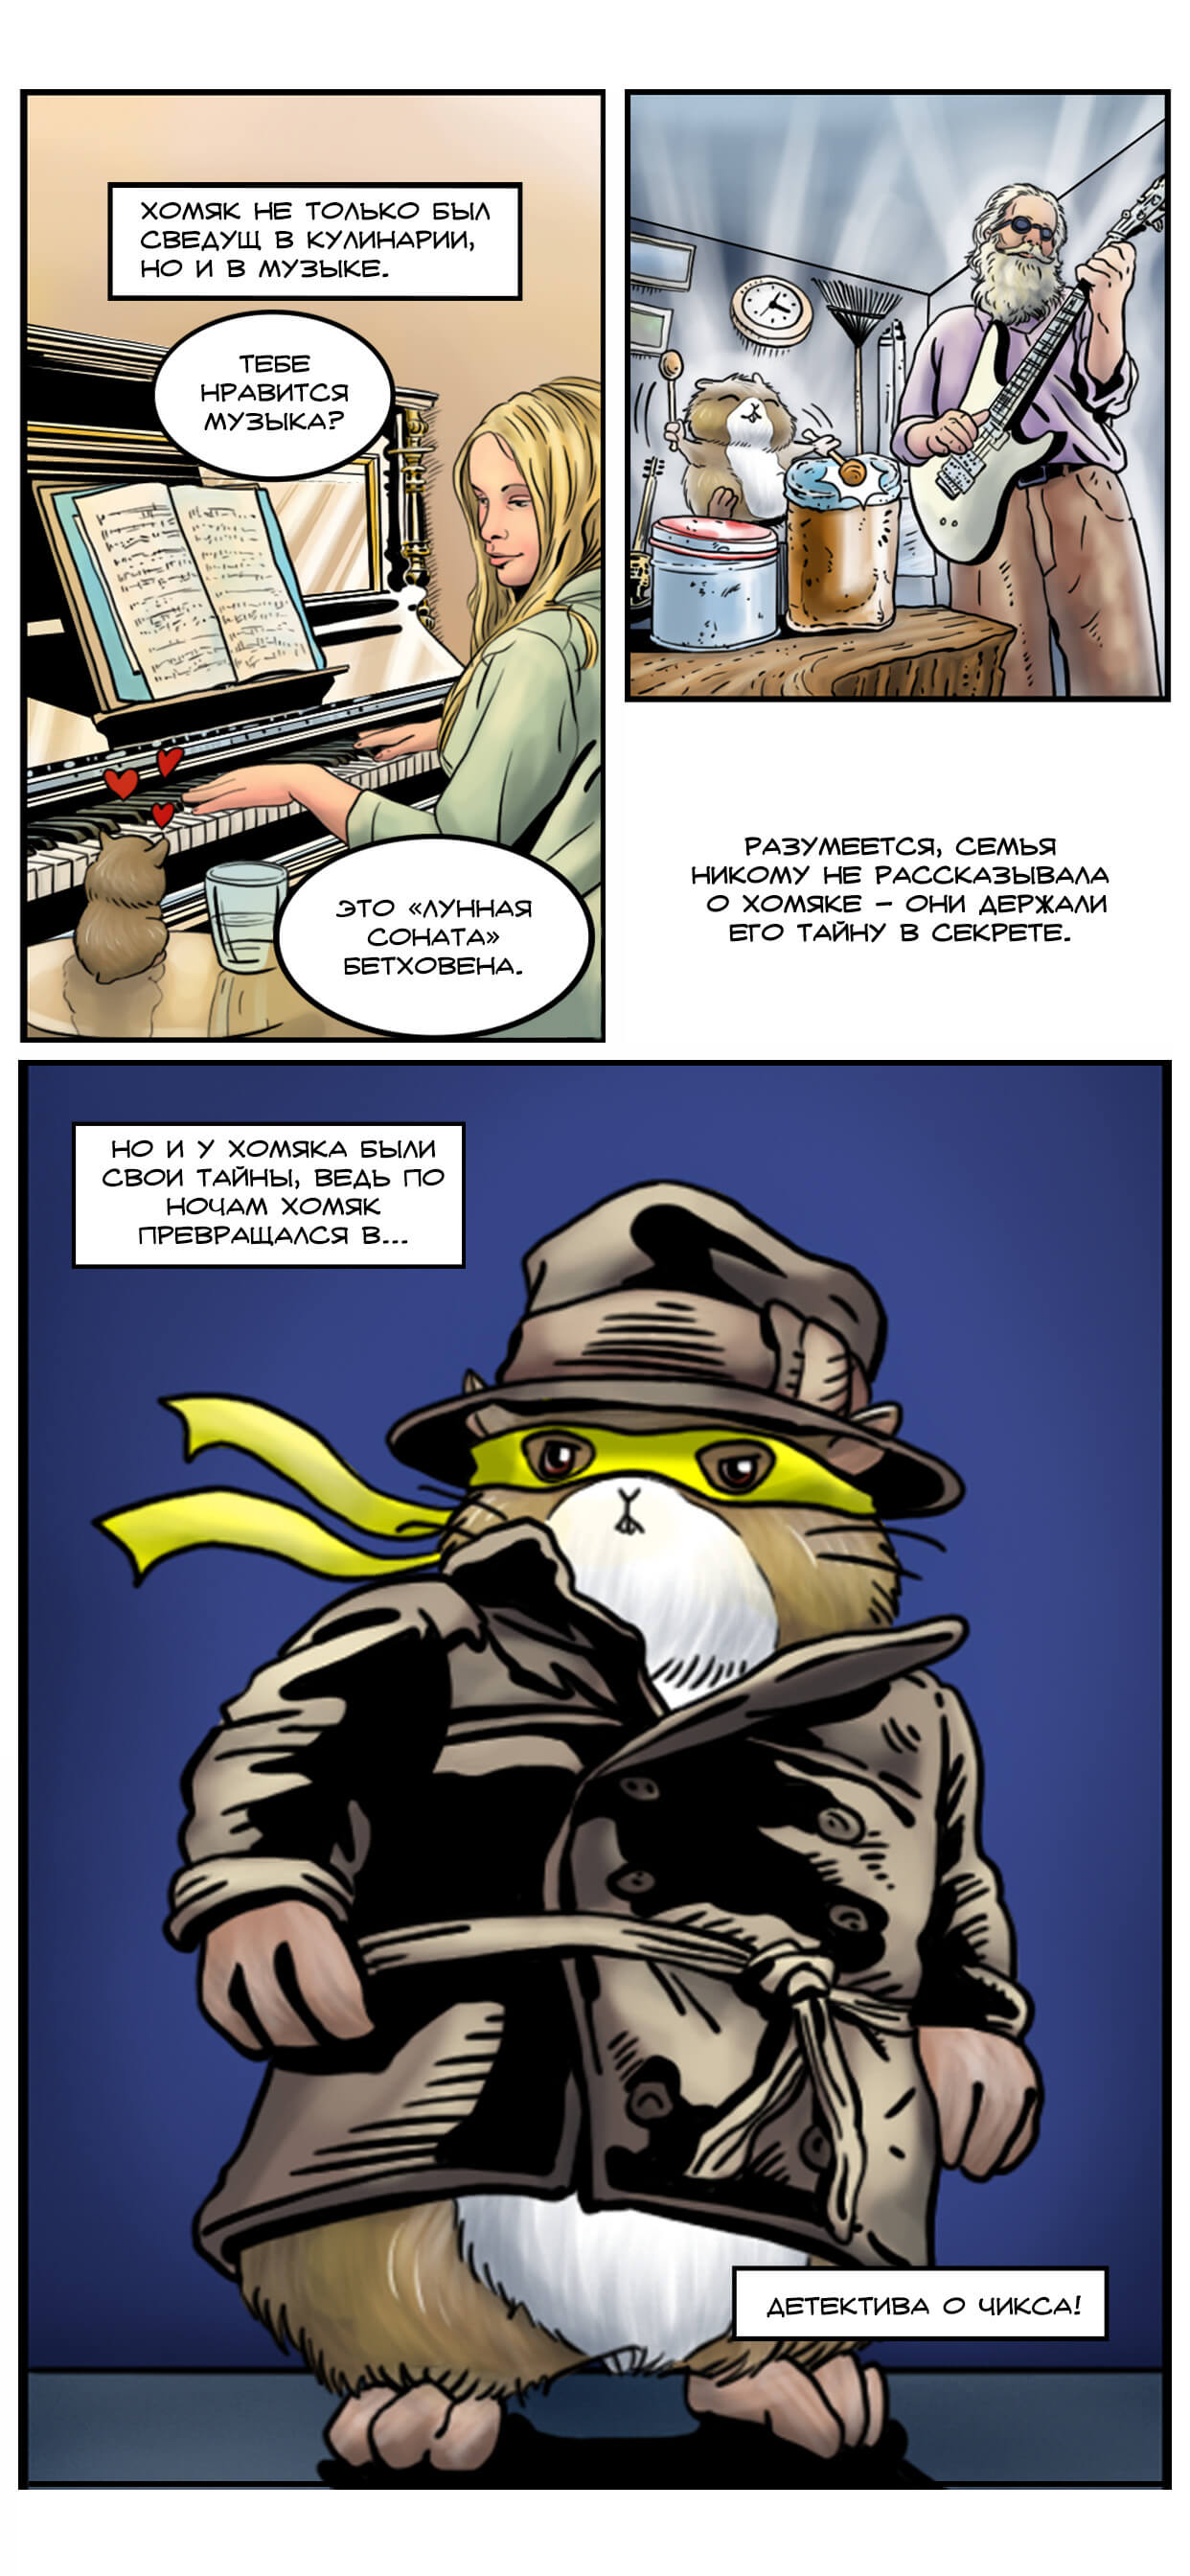 ХОМЯК НЕ ТОЛЬКО БЫЛ
СВЕДУЩ В КУЛИНАРИИ,
НО И В МУЗЫКЕ.
ТЕБЕ
НРАВИТСЯ
МУЗЫКА?
ЭТО «ЛУННАЯ
СОНАТА»
БЕТХОВЕНА.
РАЗУМЕЕТСЯ, СЕМЬЯ
НИКОМУ НЕ РАССКАЗЫВАЛА
О ХОМЯКЕ – ОНИ ДЕРЖАЛИ
ЕГО ТАЙНУ В СЕКРЕТЕ.
НО И У ХОМЯКА БЫЛИ
СВОИ ТАЙНЫ, ВЕДЬ ПО
НОЧАМ ХОМЯК
ПРЕВРАЩАЛСЯ В...
ДЕТЕКТИВА О ЧИКСА!